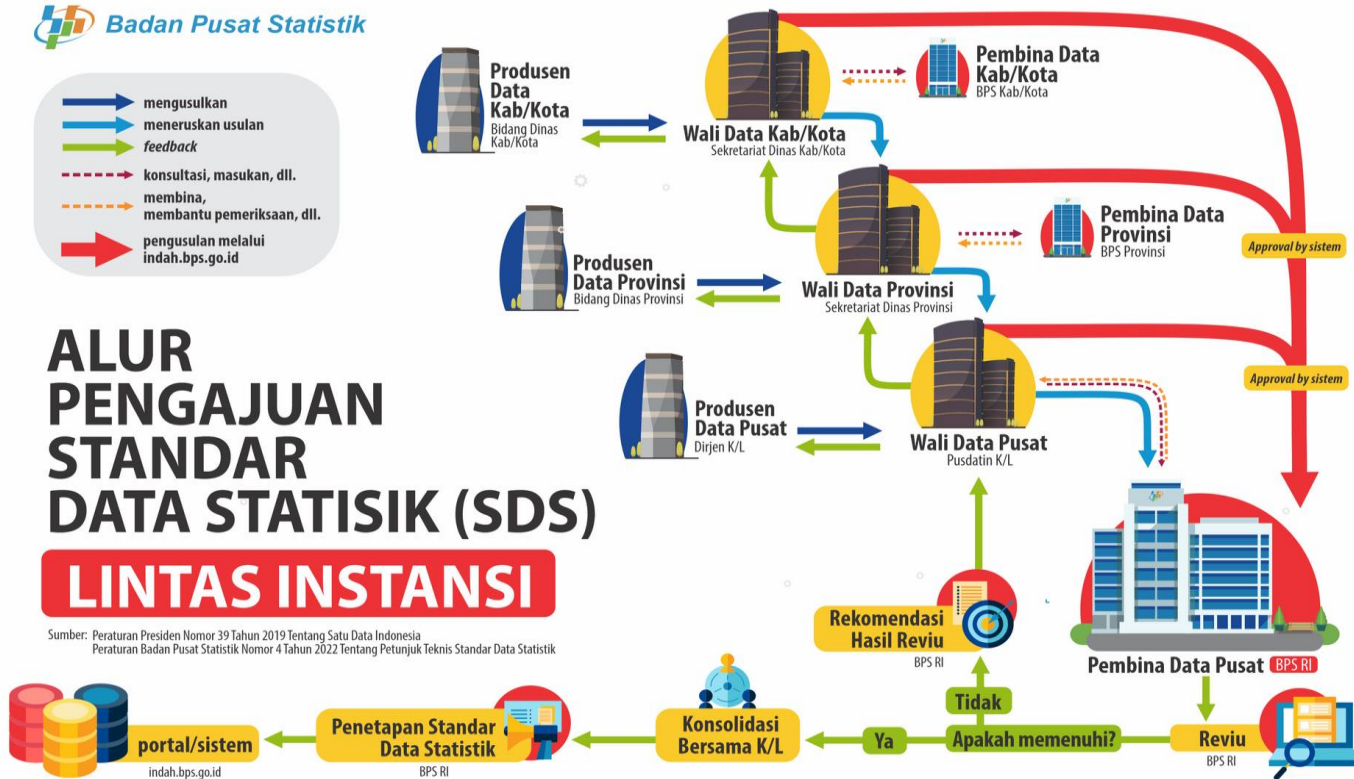 Badan Pusat Statistik
mengusulkan
meneruskan usulan
feedback
konsultasi, masukan, dll.
membina,
membantu pemeriksaan, dll.
pengusulan melalui
indah.bps.go.id
ALUR
PENGAJUAN
STANDAR
DATA STATISIK (SDS)
LINTAS INSTANSI
Sumber: Peraturan Presiden Nomor 39 Tahun 2019 Tentang Satu Data Indonesia
Peraturan Badan Pusat Statistik Nomor 4 Tahun 2022 Tentang Petunjuk Teknis Standar Data Statistik
Produsen
Data
Kab/Kota
Bidang Dinas
Kab/Kota
Wali Data Kab/Kota
Sekretariat Dinas Kab/Kota
Pembina Data
Kab/Kota
BPS Kab/Kota
Produsen
Data Provinsi
Bidang Dinas Provinsi
Wali Data Provinsi
Sekretariat Dinas Provinsi
Pembina Data
Provinsi
BPS Provinsi
Approval by sistem
Produsen
Data Pusat
Dirjen K/L
Wali Data Pusat
Pusdatin K/L
Approval by sistem
Pembina Data Pusat BPS RI
Reviu
BPS RI
Apakah memenuhi?
Tidak
Rekomendasi
Hasil Reviu
BPS RI
Ya
Konsolidasi
Bersama K/L
Penetapan Standar
Data Statistik
BPS RI
portal/sistem
indah.bps.go.id